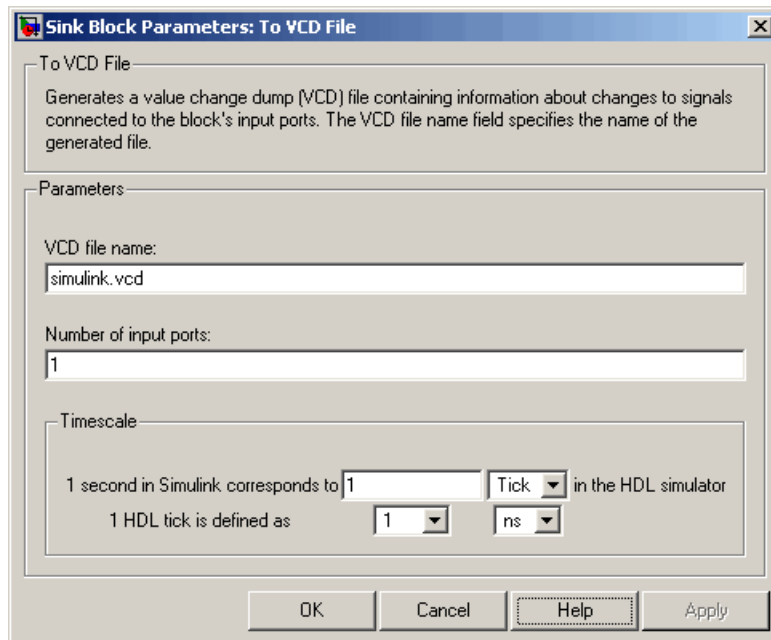 Sink Block Parameters: To VCD File
To VCD File
Generates a value change dump (VCD) file containing information about changes to signals
connected to the block's input ports. The VCD file name field specifies the name of the
generated file.
Parameters
VCD file name:
simulink.vcd
Number of input ports:
1
Timescale
1 second in Simulink corresponds to 1 Tick in the HDL simulator
1 HDL tick is defined as 1 ns
OK Cancel Help Apply